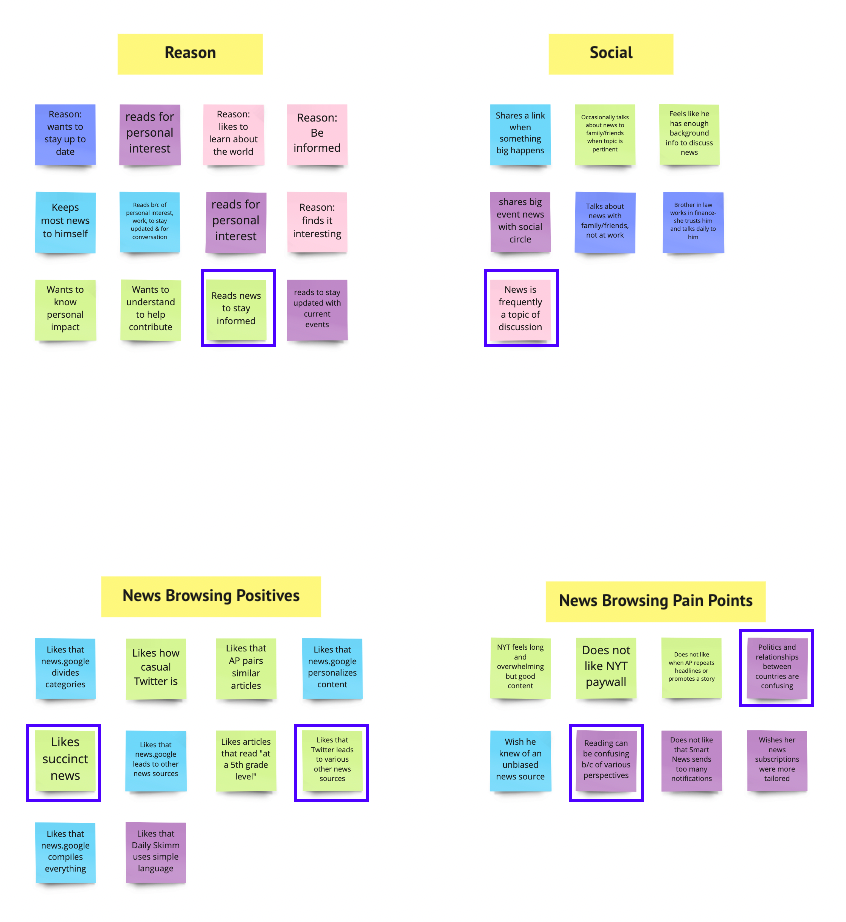 Reason
Reason:
wants to
stay up to
date
reads for
personal
interest
Reason:
likes to
learn about
the world
Reason:
Be
informed
Keeps
most news
to himself
Reads b/c of
personal interest,
work, to stay
updated & for
conversation
reads for
personal
interest
Reason:
finds it
interesting
Wants to
know
personal
impact
Wants to
understand
to help
contribute
Reads news
to stay
informed
reads to stay
updated with
current
events
Social
Shares a link
when
something
big happens
Occasionally talks
about news to
family/friends
when topic is
pertinent
Feels like he
has enough
background
info to discuss
news
shares big
event news
with social
circle
Talks about
news with
family/friends,
not at work
Brother in law
works in finance-
she trusts him
and talks daily to
him
News is
frequently
a topic of
discussion
News Browsing Positives
Likes that
news.google
divides
categories
Likes how
casual
Twitter is
Likes that
AP pairs
similar
articles
Likes that
news.google
personalizes
content
Likes
succinct
news
Likes that
news.google
leads to other
news sources
Likes articles
that read "at
a 5th grade
level"
Likes that
Twitter leads
to various
other news
sources
Likes that
news.google
compiles
everything
Likes that
Daily Skimm
uses simple
language
News Browsing Pain Points
NYT feels long
and
overwhelming
but good
content
Does not
like NYT
paywall
Does not like
when AP repeats
headlines or
promotes a story
Politics and
relationships
between
countries are
confusing
Wish he
knew of an
unbiased
news source
Reading can
be confusing
b/c of various
perspectives
Does not like
that Smart
News sends
too many
notifications
Wishes her
news
subscriptions
were more
tailored